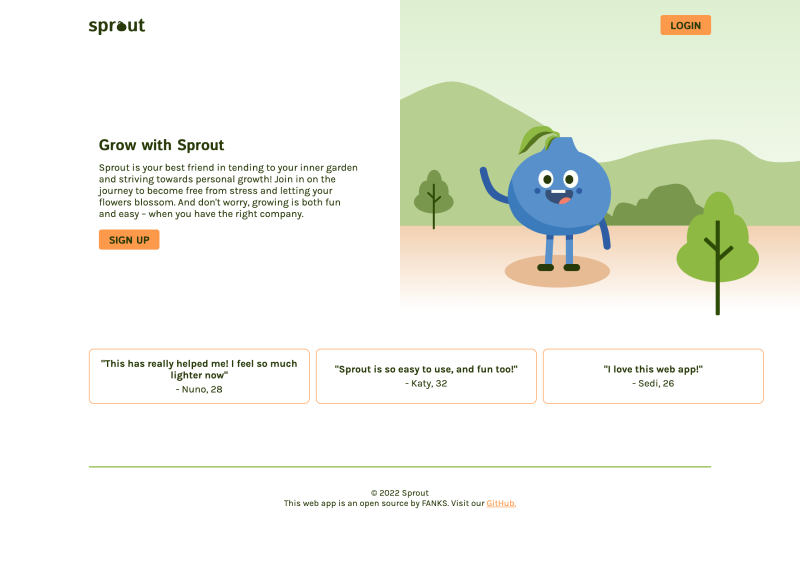 sprout
LOGIN
Grow with Sprout
Sprout is your best friend in tending to your inner garden
and striving towards personal growth! Join in on the
journey to become free from stress and letting your
flowers blossom. And don't worry, growing is both fun
and easy – when you have the right company.
SIGN UP
"This has really helped me! I feel so much
lighter now"
- Nuno, 28
"Sprout is so easy to use, and fun too!"
- Katy, 32
"I love this web app!"
- Sedi, 26
© 2022 Sprout
This web app is an open source by FANKS. Visit our GitHub.